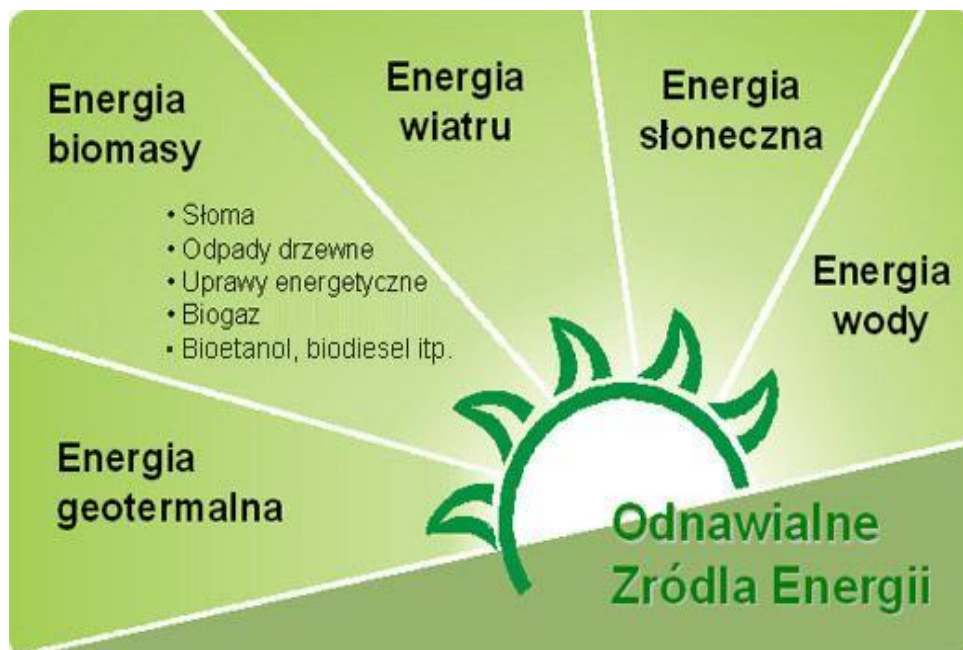 Energia
biomasy
• Słoma
• Odpady drzewne
• Uprawy energetyczne
• Biogaz
• Bioetanol, biodiesel itp.
Energia
wiatru
Energia
słoneczna
Energia
wody
Energia
geotermalna
Odnawialne
Zródla Energii